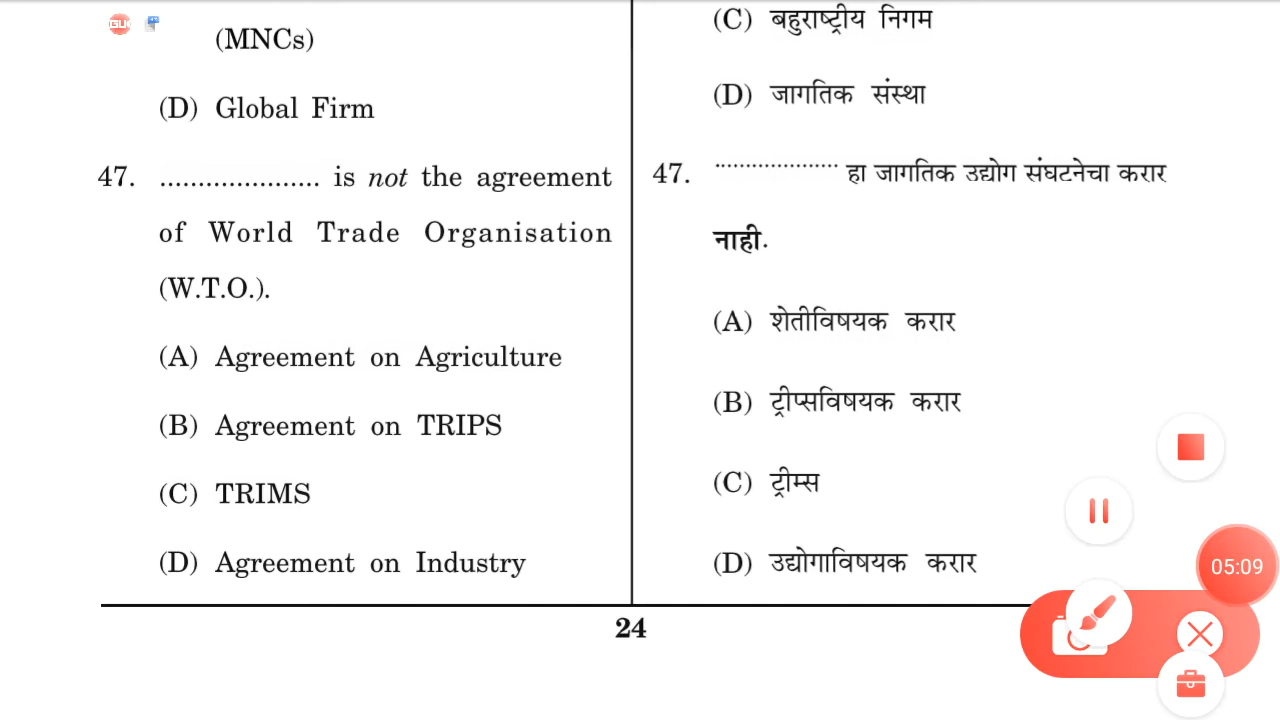 (MNCs)
(D) Global Firm
47. ..................... is not the agreement
of World Trade Organisation
(W.T.O.).
(A) Agreement on Agriculture
(B) Agreement on TRIPS
(C) TRIMS
(D) Agreement on Industry
(C) बहुराष्ट्रीय निगम
(D) जागतिक संस्था
47. .................... हा जागतिक उद्योग संघटनेचा करार
नाही.
(A) शेतीविषयक करार
(B) ट्रीप्सविषयक करार
(C) ट्रीम्स
(D) उद्योगाविषयक करार
24
05:09